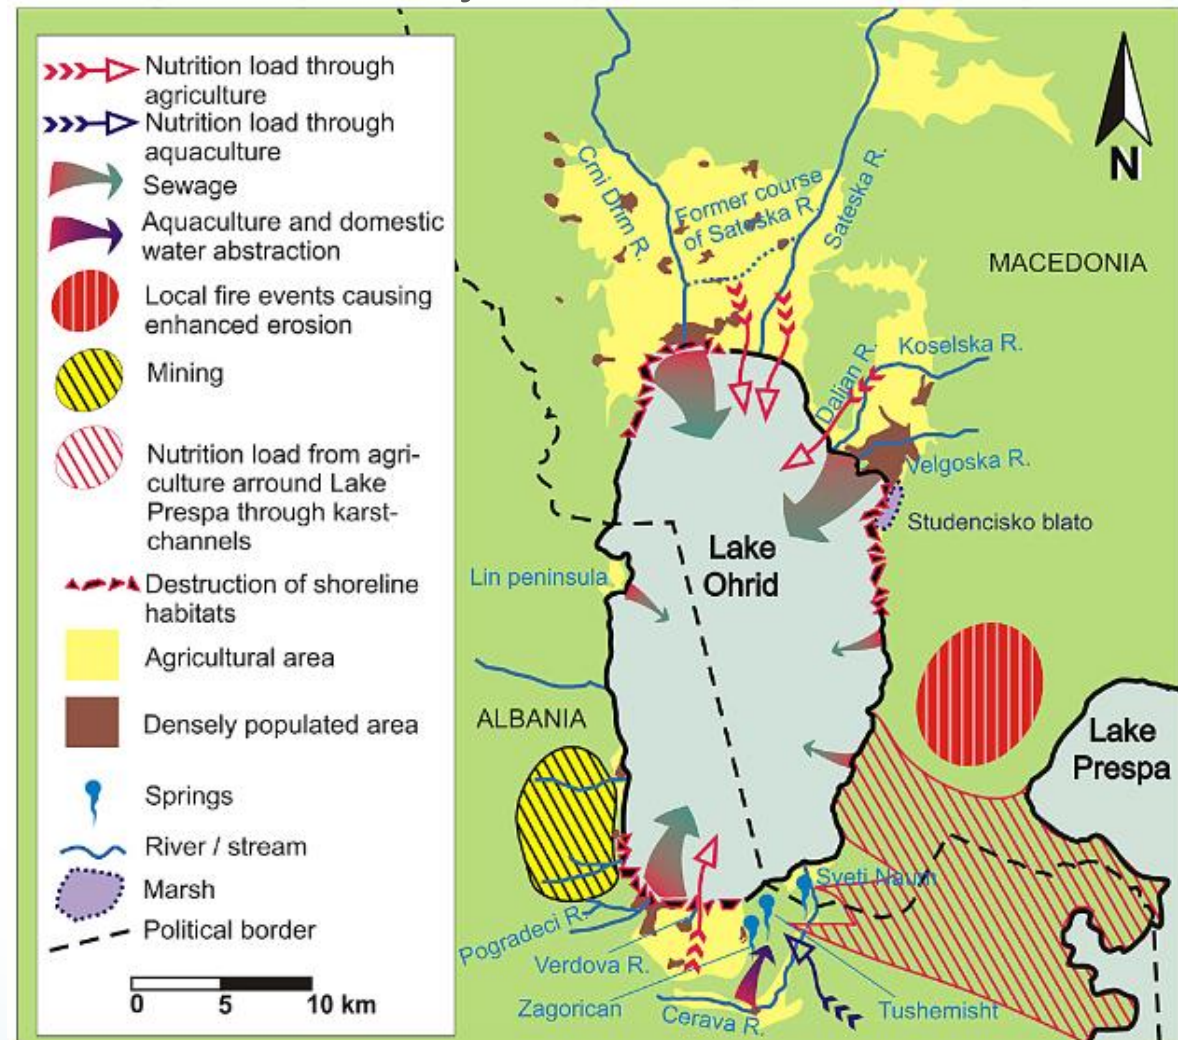 Nutrition load through
agriculture
Nutrition load through
aquaculture
Sewage
Aquaculture and domestic
water abstraction
Local fire events causing
enhanced erosion
Mining
Nutrition load from agri-
culture arround Lake
Prespa through karst-
channels
Destruction of shoreline
habitats
Agricultural area
Densely populated area
Springs
River / stream
Marsh
Political border
0 5 10 km
N
Crni Drim R.
Former course
of Sateska R.
Sateska R.
MACEDONIA
Koselska R.
Daljan R.
Velgoska R.
Studencisko blato
Lake
Ohrid
Lin peninsula
ALBANIA
Lake
Prespa
Sveti Naum
Pogradeci R.
Verdova R.
Zagorican
Cerava R.
Tushemisht